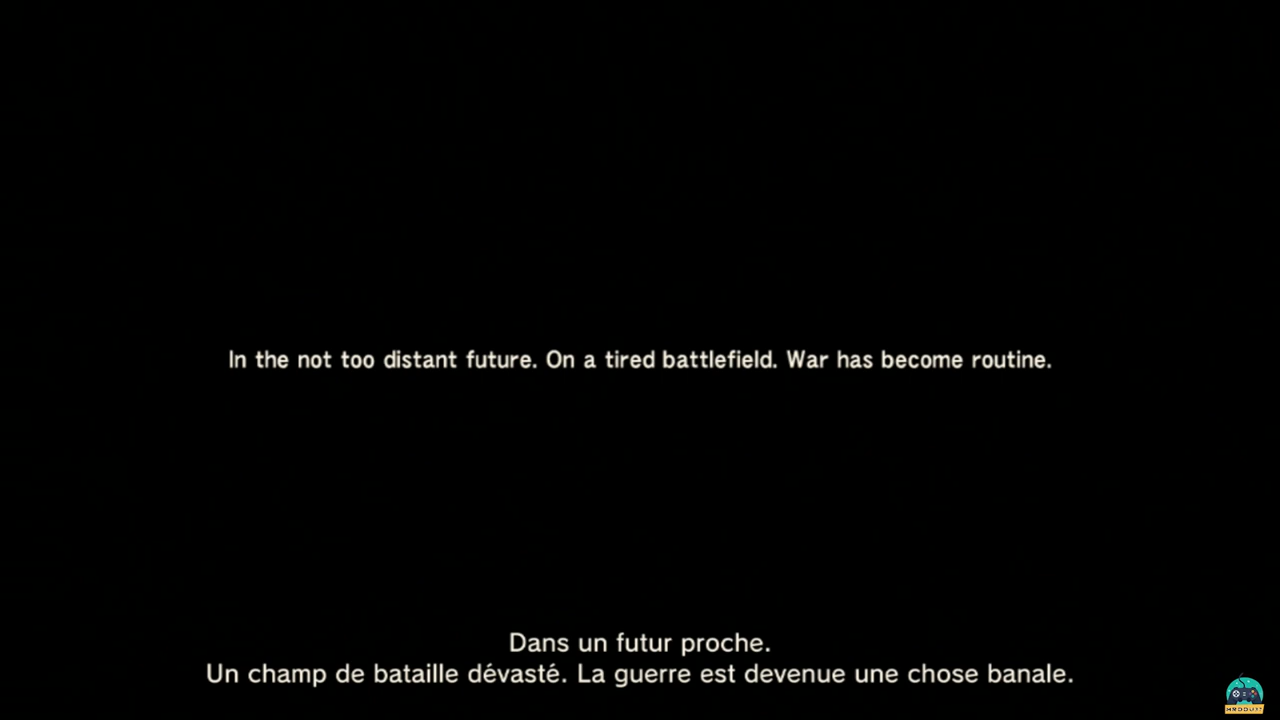 In the not too distant future. On a tired battlefield. War has become routine.
Dans un futur proche.
Un champ de bataille dévasté. La guerre est devenue une chose banale.